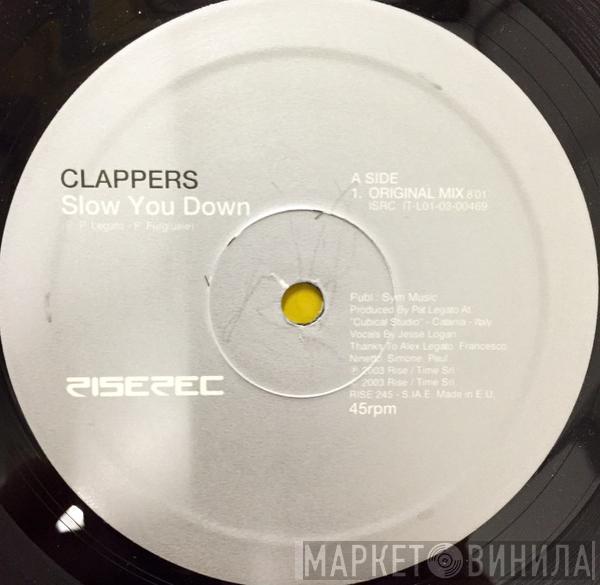 CLAPPERS
Slow You Down
P. Legato - F.
RISEREC
A SIDE
1. ORIGINAL MIX 8'01
ISRC IT-L01-03-00469
Publ.: Sym Music
Produced By Pat Legato At
"Cubical Studio" - Catania - Italy
Vocals By Jesse Logan
Thanks To Alex Legato, Francesco,
Ninetto, Simone, Paul
℗ 2003 Rise / Time Srl
2003 Rise / Time Srl
RISE 245 - S.I.A.E. Made in E.U.
45rpm
МАРКЕТ ВИНИЛА